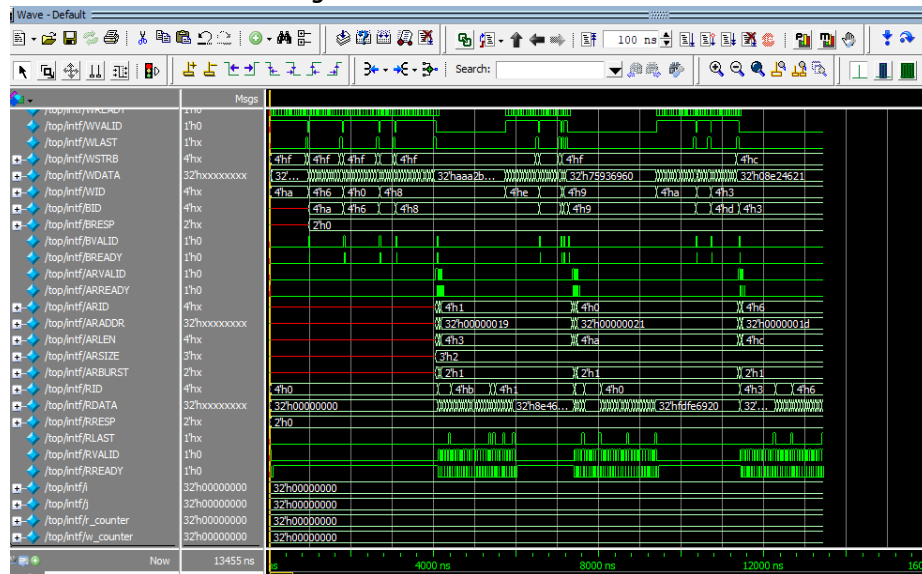 Wave - Default
100 ns
Search:
Msgs
/top/intf/WREADY 1'h0
/top/intf/WVALID 1'h0
/top/intf/WLAST 1'hx
/top/intf/WSTRB 4'hx 4'hf 4'hf 4'hf 4'hf 4'hf 4'hc
/top/intf/WDATA 32'hxxxxxxxx 32'... 32'haaa2b... 32'h75936960 32'h08e24621
/top/intf/WID 4'hx 4'ha 4'h6 4'h0 4'h8 4'he 4'h9 4'ha 4'h3
/top/intf/BID 4'hx 4'ha 4'h6 4'h8 4'h9 4'hd 4'h3
/top/intf/BRESP 2'hx 2'h0
/top/intf/BVALID 1'h0
/top/intf/BREADY 1'h0
/top/intf/ARVALID 1'h0
/top/intf/ARREADY 1'h0
/top/intf/ARID 4'hx 4'h1 4'h0 4'h6
/top/intf/ARADDR 32'hxxxxxxxx 32'h00000019 32'h00000021 32'h0000001d
/top/intf/ARLEN 4'hx 4'h3 4'ha 4'hc
/top/intf/ARSIZE 3'hx 3'h2
/top/intf/ARBURST 2'hx 2'h1 2'h1 2'h1
/top/intf/RID 4'hx 4'h0 4'hb 4'h1 4'h0 4'h3 4'h6
/top/intf/RDATA 32'hxxxxxxxx 32'h00000000 32'h8e46... 32'hfdfe6920 32'...
/top/intf/RRESP 2'hx 2'h0
/top/intf/RLAST 1'hx
/top/intf/RVALID 1'h0
/top/intf/RREADY 1'h0
/top/intf/i 32'h00000000 32'h00000000
/top/intf/j 32'h00000000 32'h00000000
/top/intf/r_counter 32'h00000000 32'h00000000
/top/intf/w_counter 32'h00000000 32'h00000000
Now 13455 ns ns 4000 ns 8000 ns 12000 ns